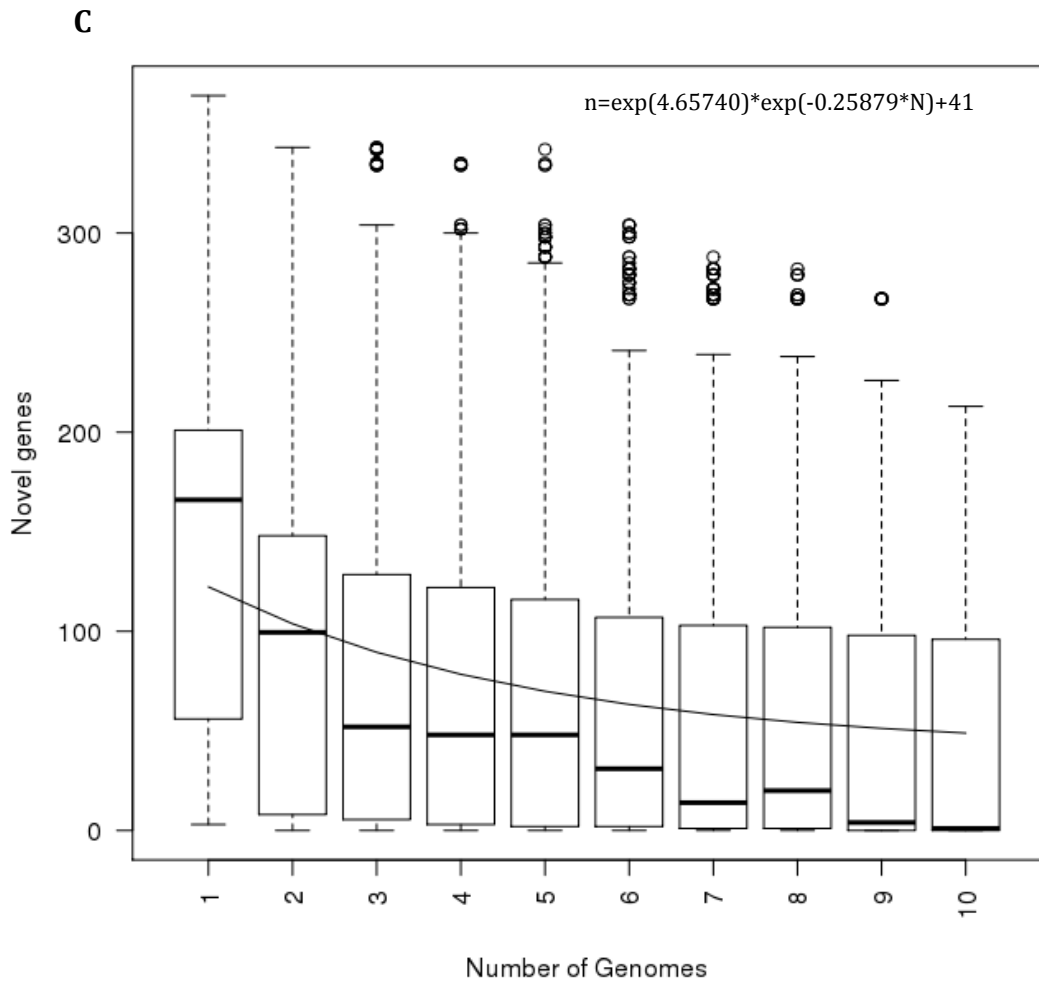 C
n=exp(4.65740)*exp(-0.25879*N)+41
300
200
100
0
Novel genes
1 2 3 4 5 6 7 8 9 10
Number of Genomes